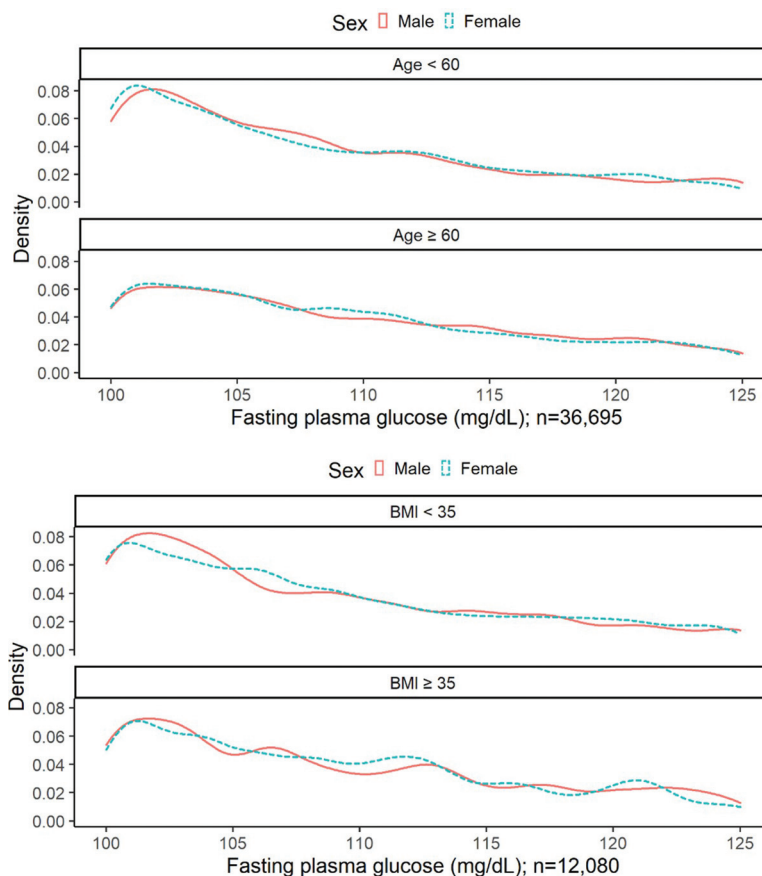 Sex Male Female
Age < 60
0.08
0.06
0.04
0.02
0.00
Age ≥ 60
0.08
0.06
0.04
0.02
0.00
Density
100 105 110 115 120 125
Fasting plasma glucose (mg/dL); n=36,695
Sex Male Female
BMI < 35
0.08
0.06
0.04
0.02
0.00
BMI ≥ 35
0.08
0.06
0.04
0.02
0.00
Density
100 105 110 115 120 125
Fasting plasma glucose (mg/dL); n=12,080